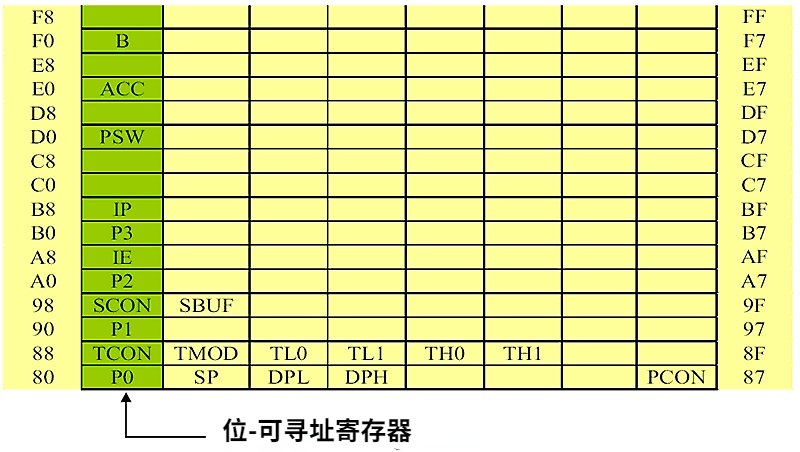 F8 FF
F0 B F7
E8 EF
E0 ACC E7
D8 DF
D0 PSW D7
C8 CF
C0 C7
B8 IP BF
B0 P3 B7
A8 IE AF
A0 P2 A7
98 SCON SBUF 9F
90 P1 97
88 TCON TMOD TL0 TL1 TH0 TH1 8F
80 P0 SP DPL DPH PCON 87
位-可寻址寄存器